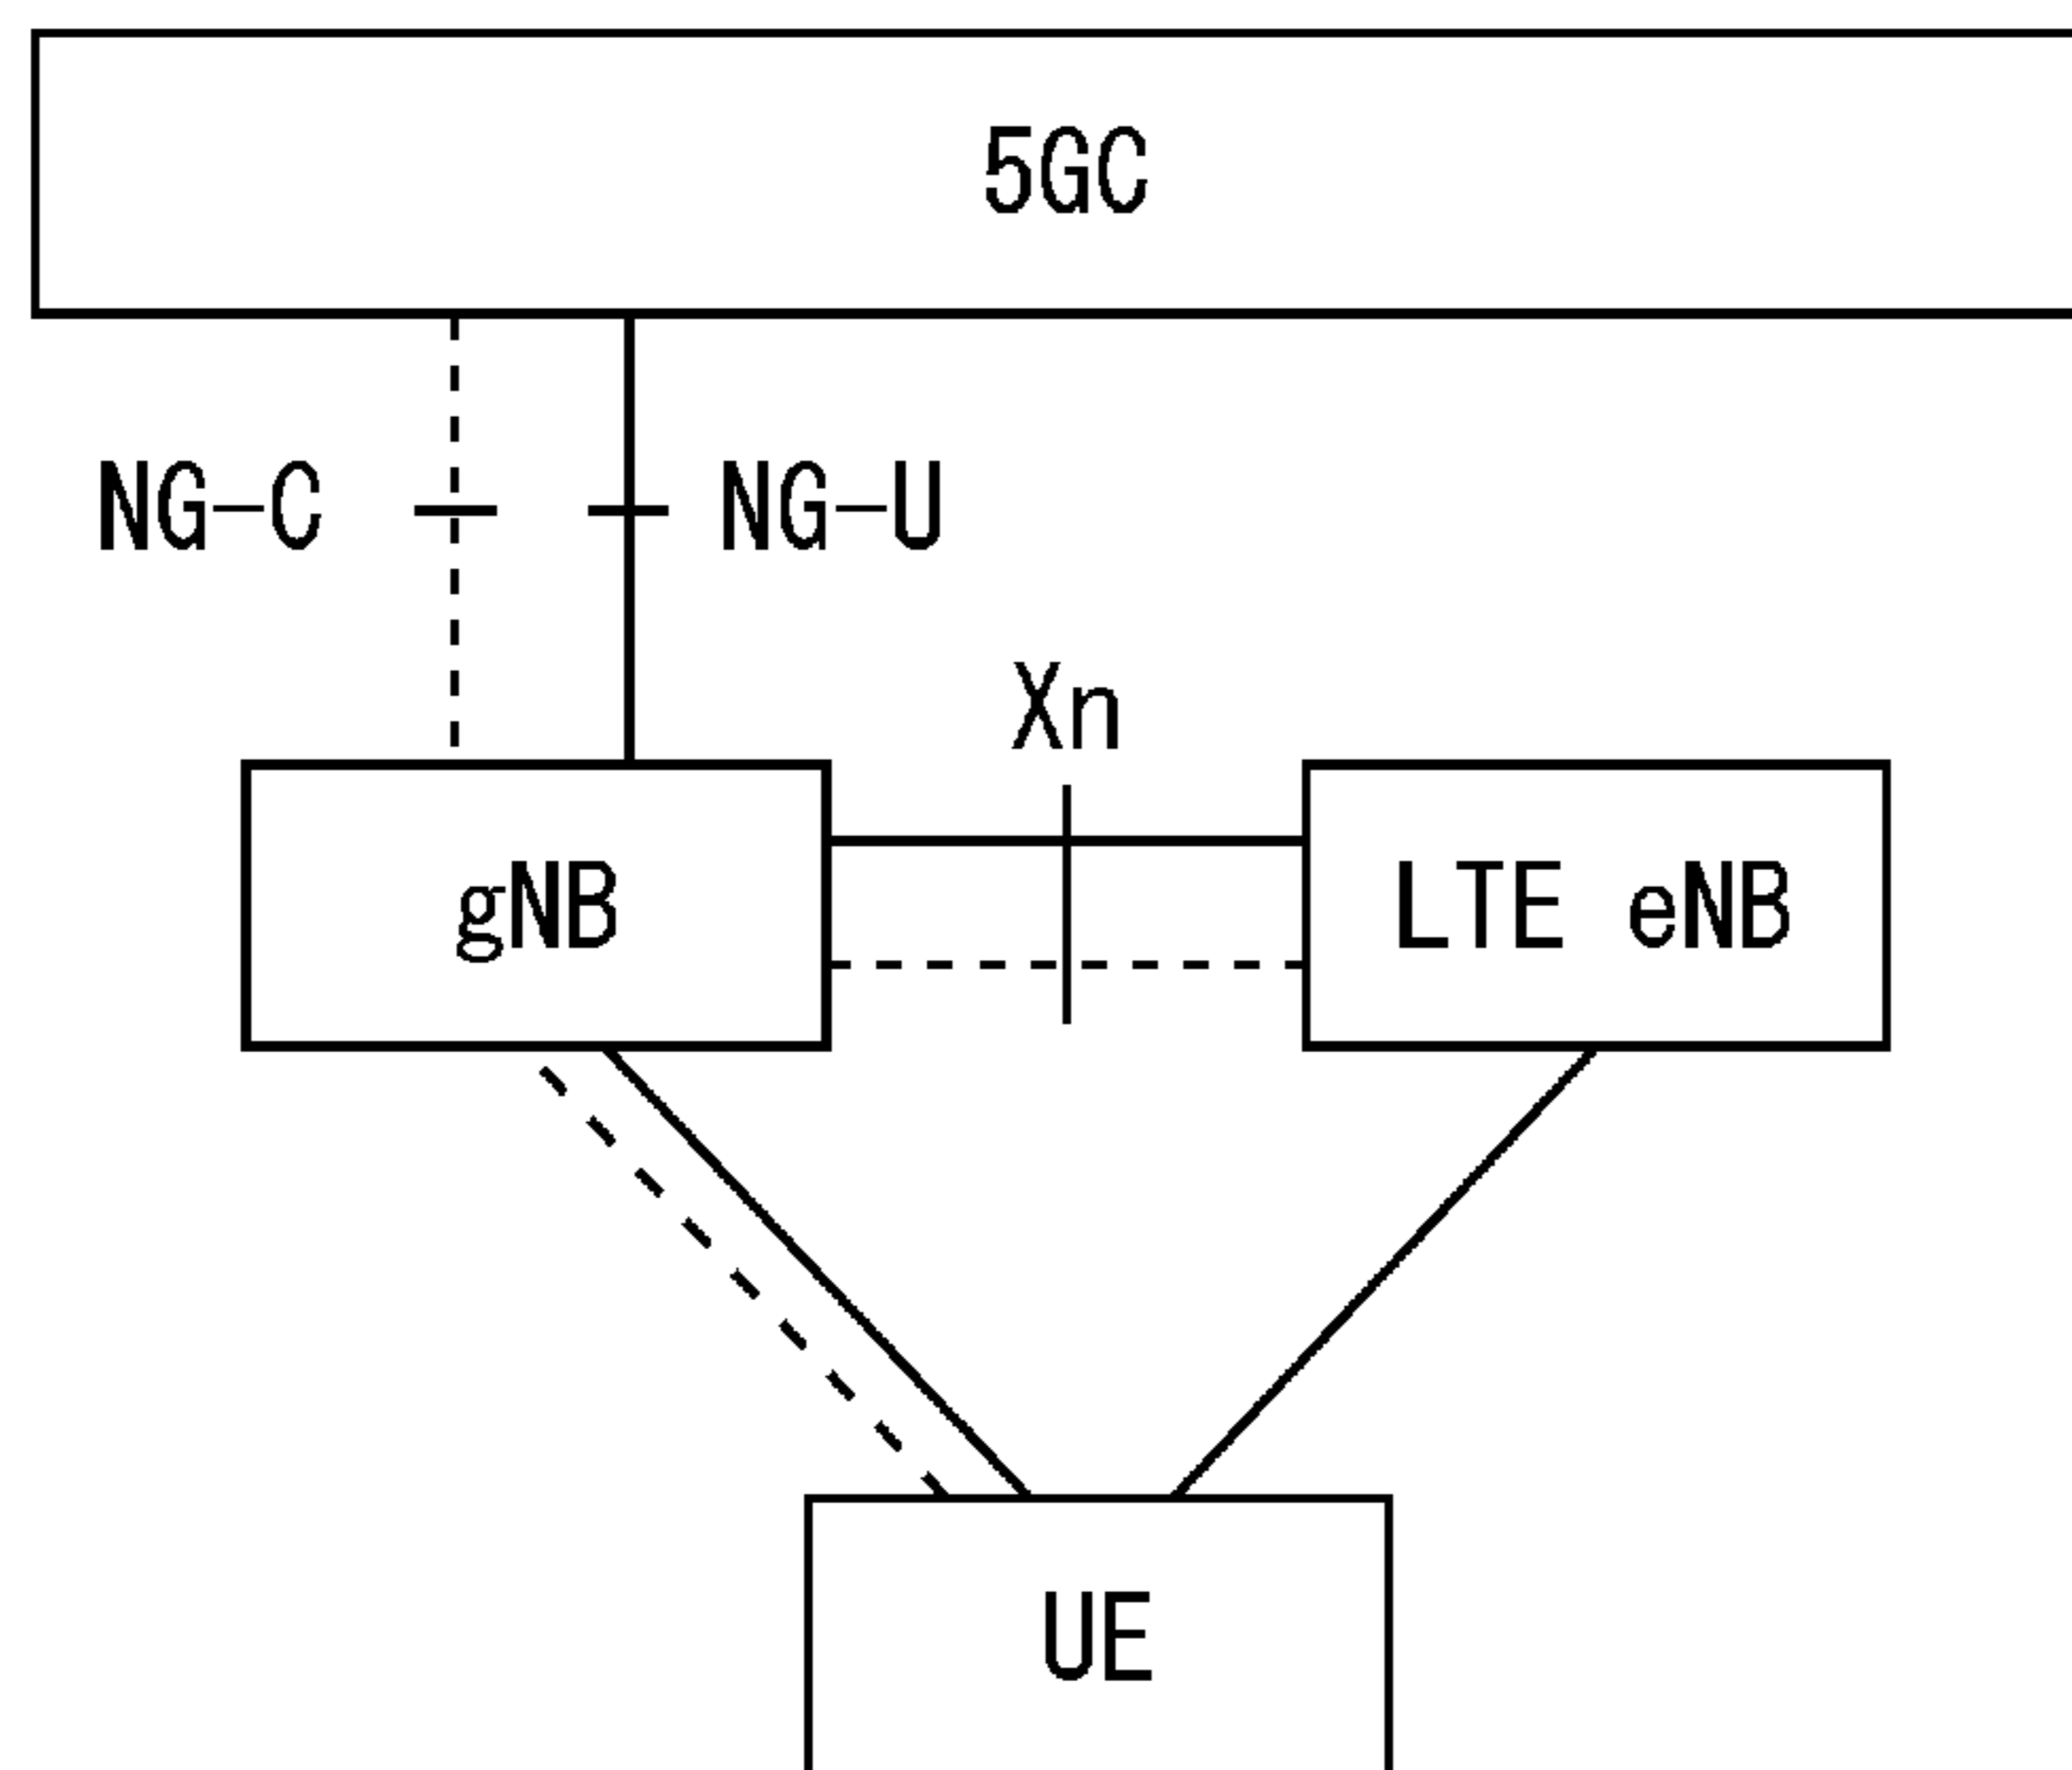 5GC
NG-C
NG-U
Xn
gNB
LTE eNB
UE